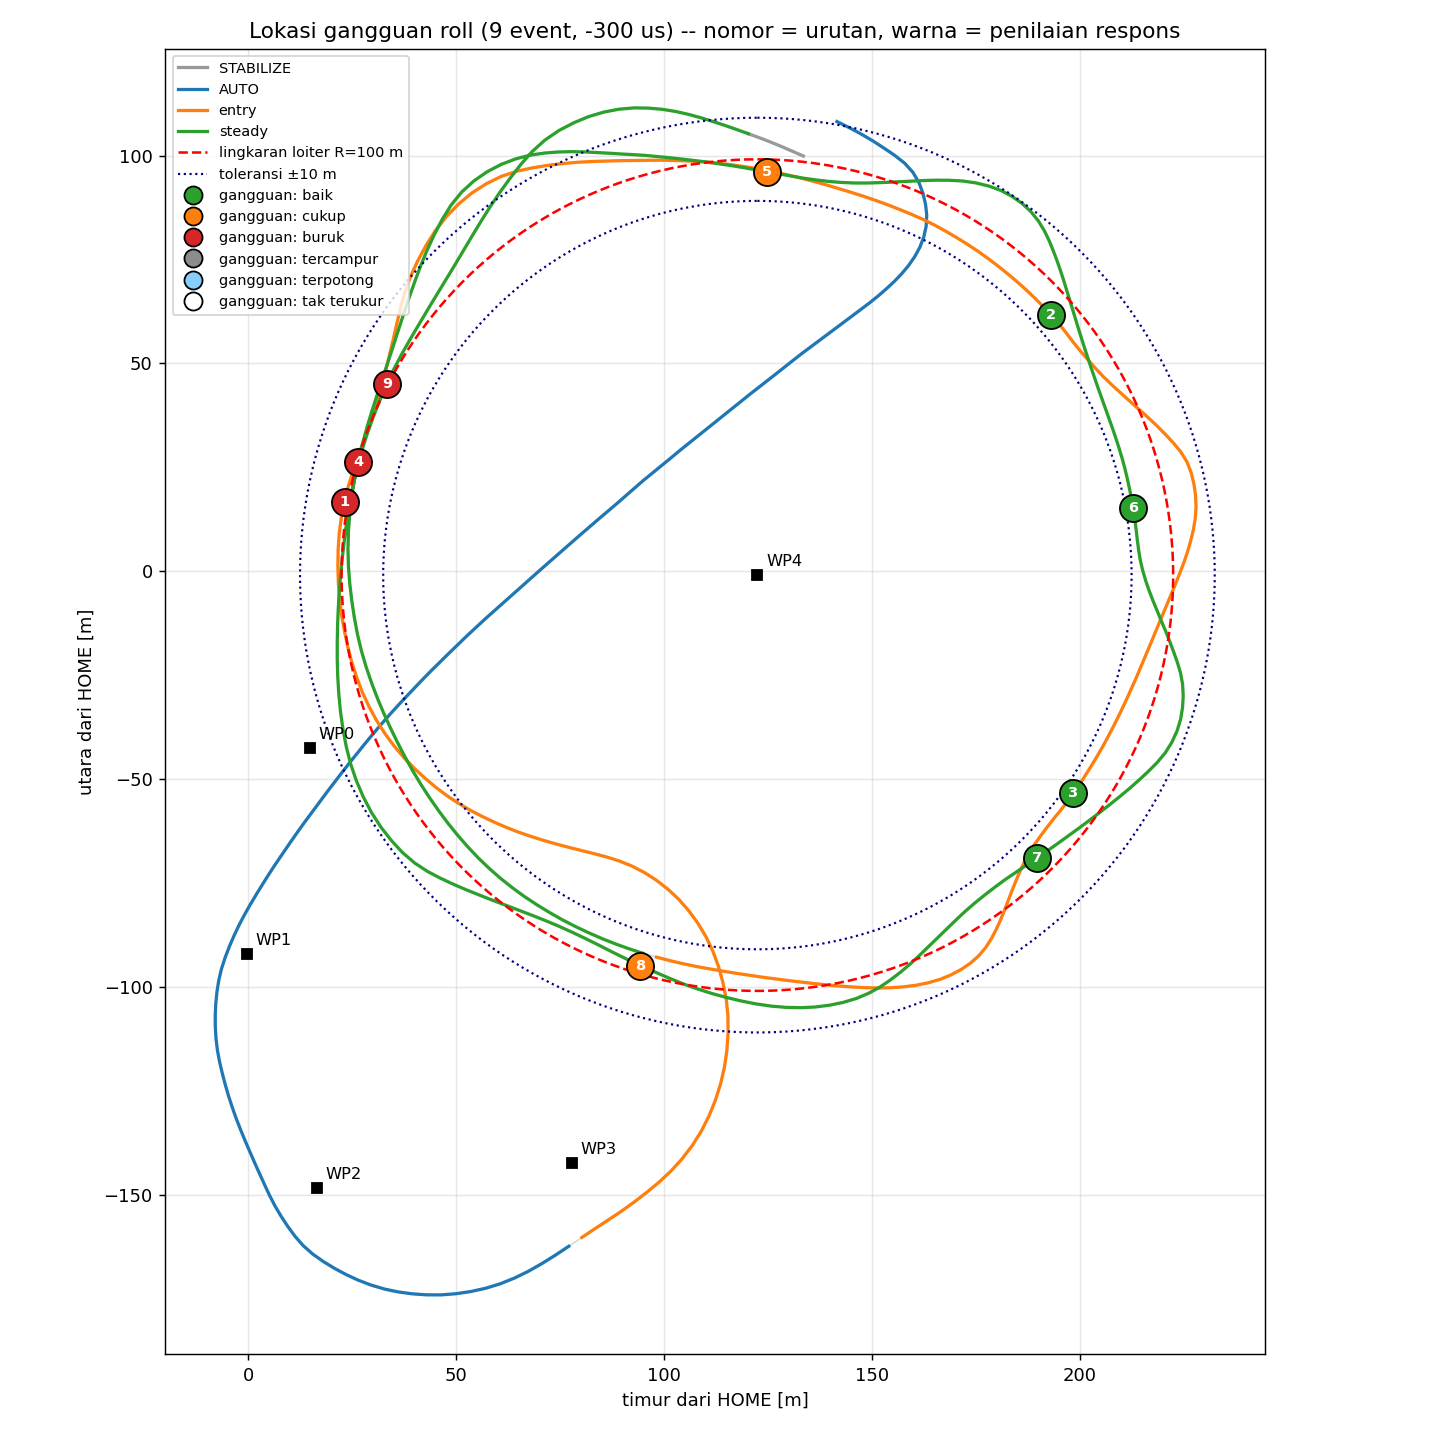 Lokasi gangguan roll (9 event, -300 us) -- nomor = urutan, warna = penilaian respons
STABILIZE
AUTO
entry
steady
lingkaran loiter R=100 m
toleransi ±10 m
gangguan: baik
gangguan: cukup
gangguan: buruk
gangguan: tercampur
gangguan: terpotong
gangguan: tak terukur
100
50
0
−50
−100
−150
utara dari HOME [m]
5
2
9
4
1
6
WP4
WP0
3
7
WP1
8
WP3
WP2
0
50
100
150
200
timur dari HOME [m]